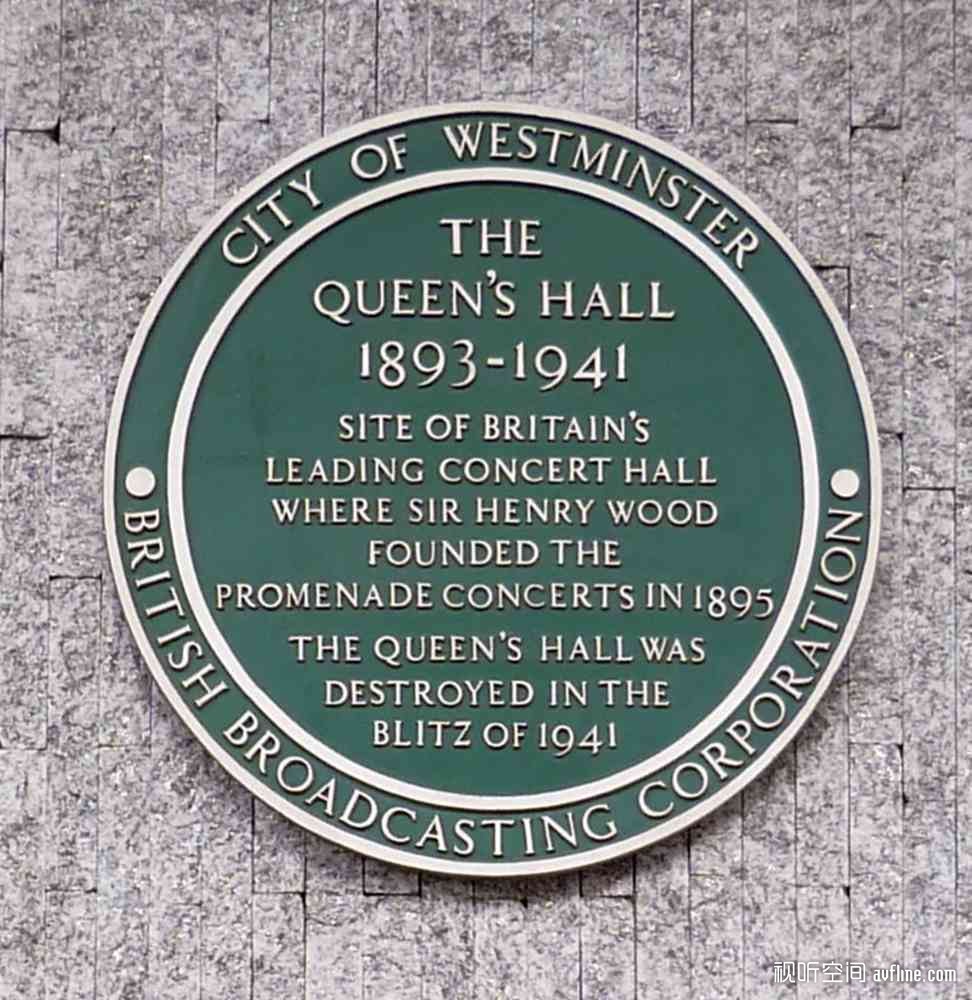 CITY OF WESTMINSTER
THE
QUEEN'S HALL
1893-1941
SITE OF BRITAIN'S
LEADING CONCERT HALL
WHERE SIR HENRY WOOD
FOUNDED THE
PROMENADE CONCERTS IN 1895
THE QUEEN'S HALL WAS
DESTROYED IN THE
BLITZ OF 1941
BRITISH BROADCASTING CORPORATION
视听空间 avfline.com